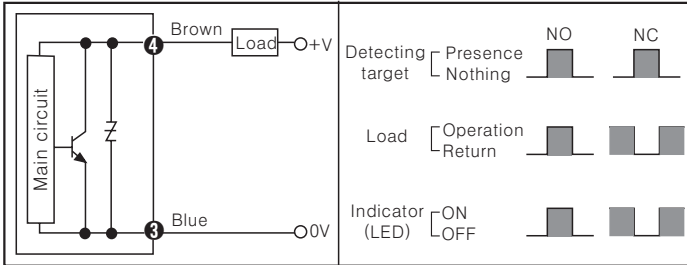 Main circuit
4
Brown
Load
+V
3
Blue
0V
NO
NC
Detecting target
Presence
Nothing
Load
Operation
Return
Indicator (LED)
ON
OFF